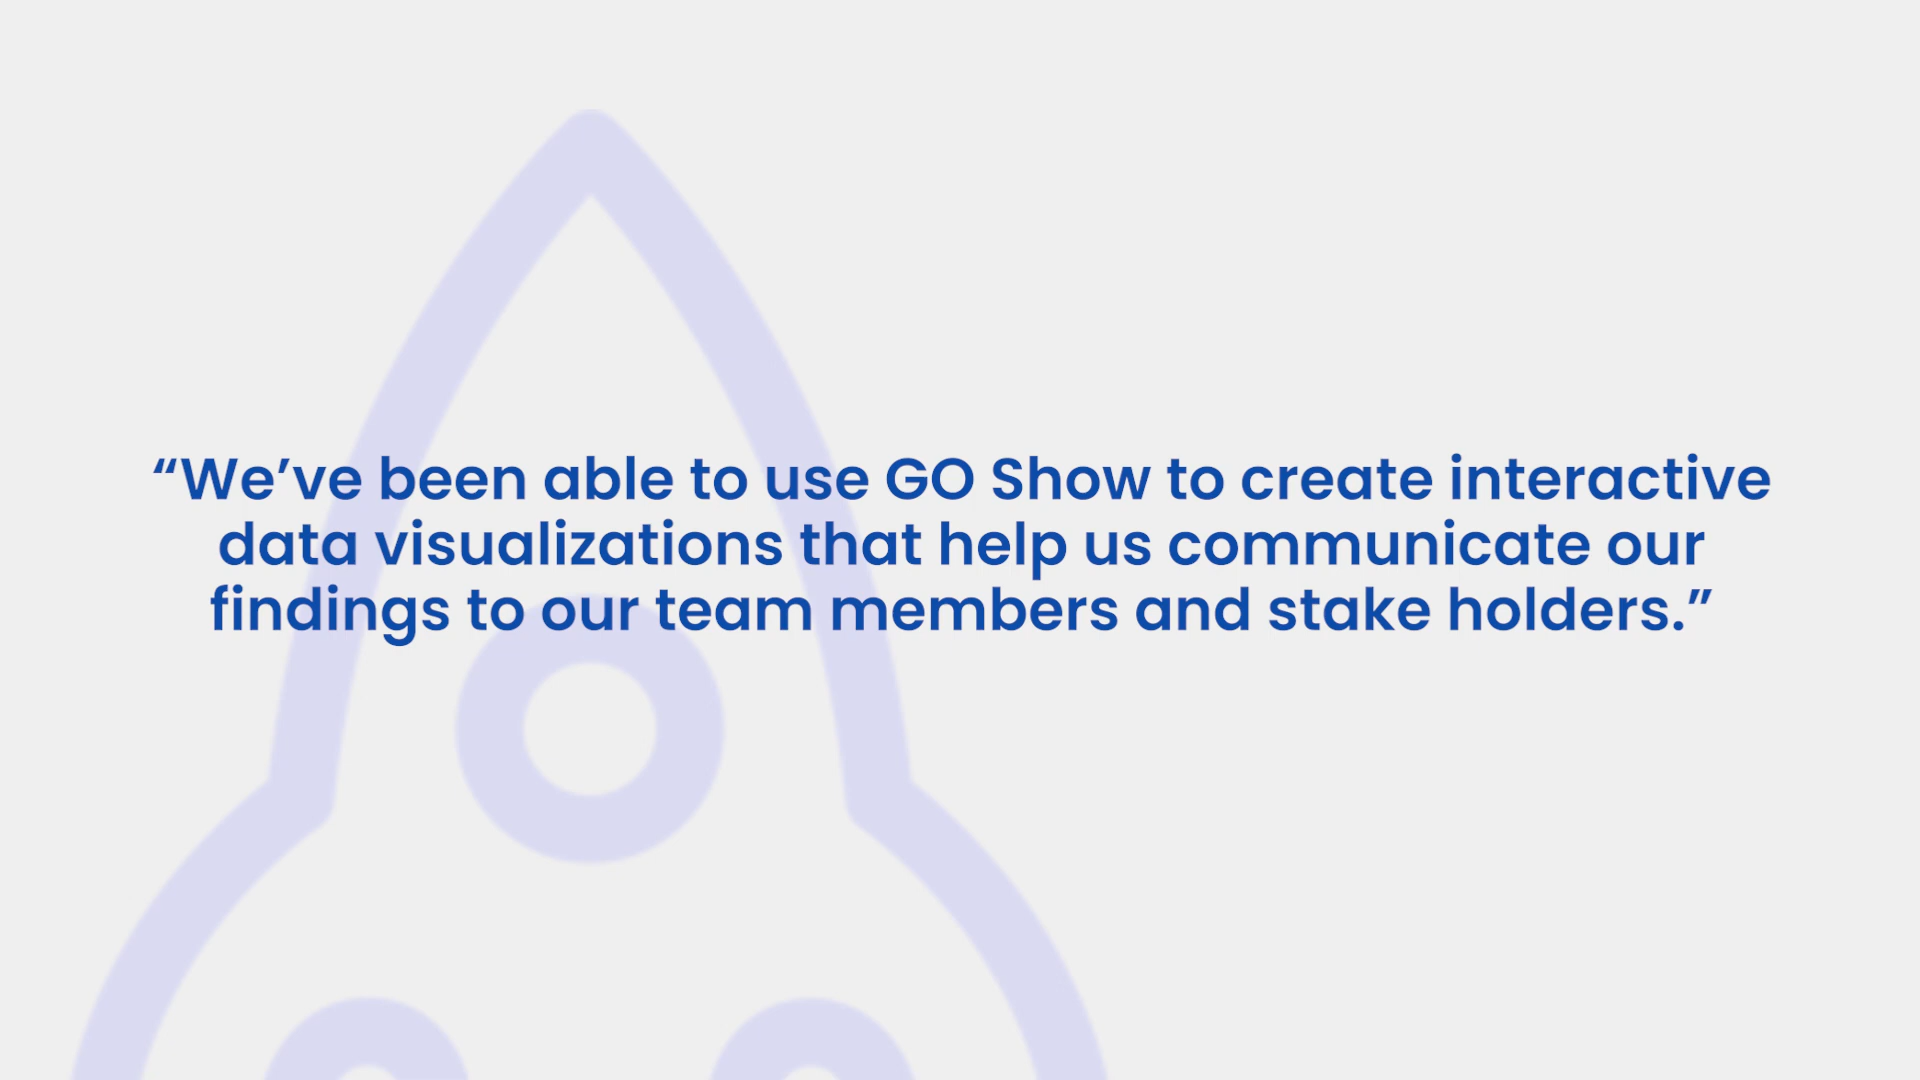 “We’ve been able to use GO Show to create interactive
data visualizations that help us communicate our
findings to our team members and stake holders.”